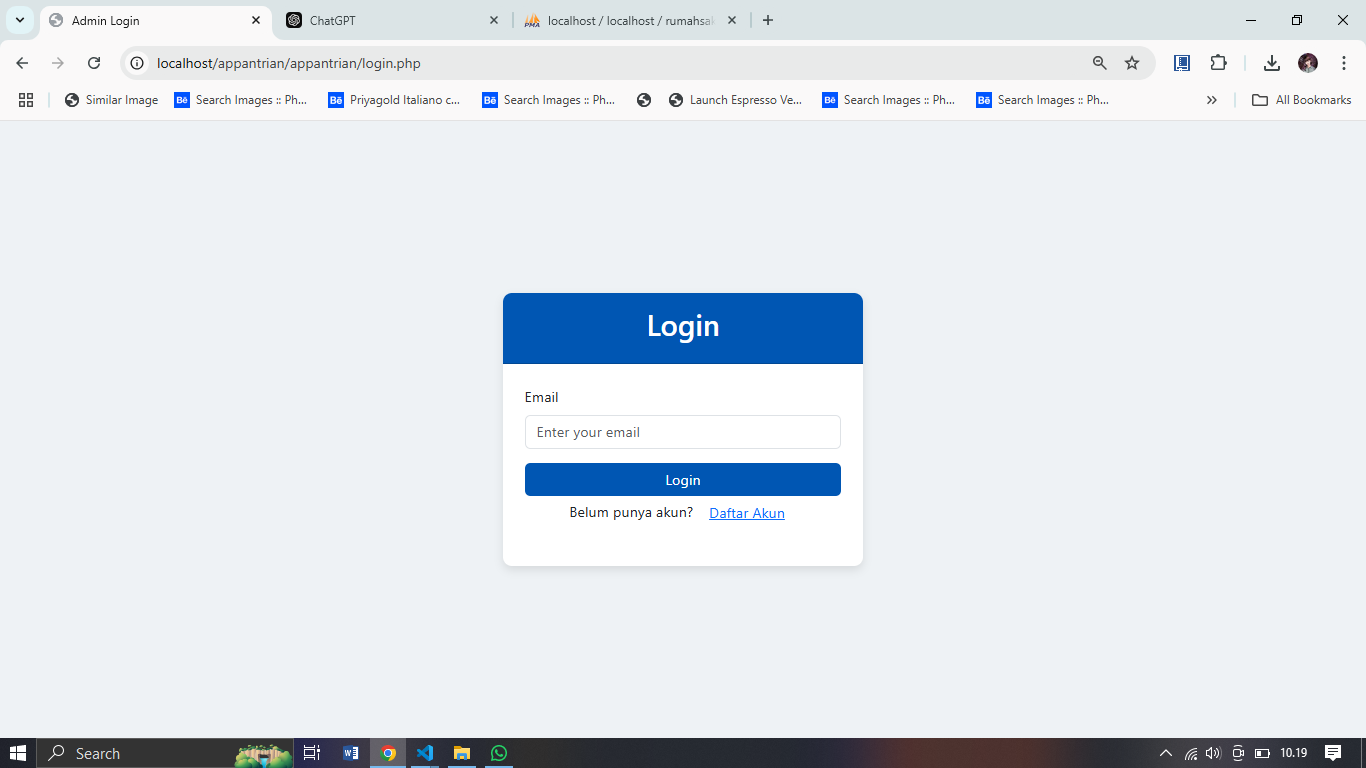 Admin Login
ChatGPT
localhost / localhost / rumahsa
localhost/appantrian/appantrian/login.php
Similar Image
Search Images :: Ph...
Priyagold Italiano c...
Search Images :: Ph...
Launch Espresso Ve...
Search Images :: Ph...
Search Images :: Ph...
All Bookmarks
Login
Email
Enter your email
Login
Belum punya akun? Daftar Akun
Search
10.19